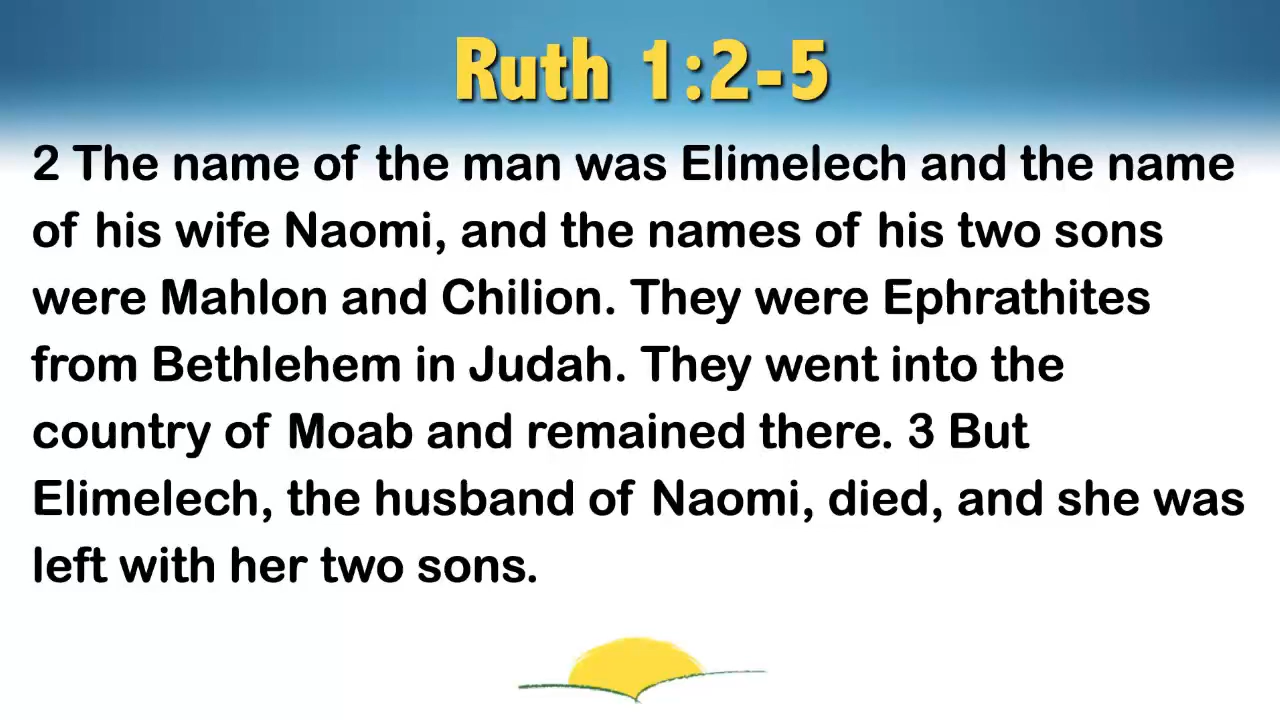 Ruth 1:2-5
2 The name of the man was Elimelech and the name
of his wife Naomi, and the names of his two sons
were Mahlon and Chilion. They were Ephrathites
from Bethlehem in Judah. They went into the
country of Moab and remained there. 3 But
Elimelech, the husband of Naomi, died, and she was
left with her two sons.